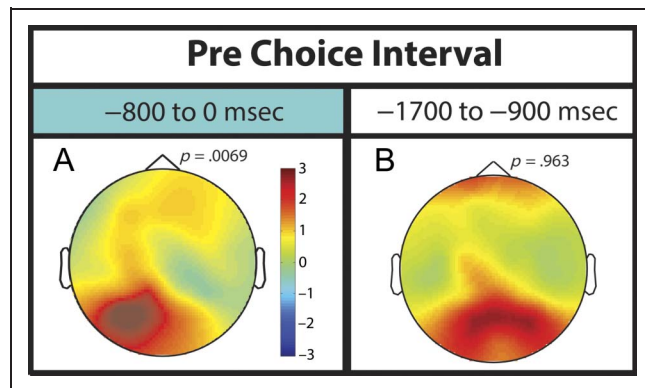 Pre Choice Interval
−800 to 0 msec
−1700 to −900 msec
A
p = .0069
3
2
1
0
−1
−2
−3
B
p = .963